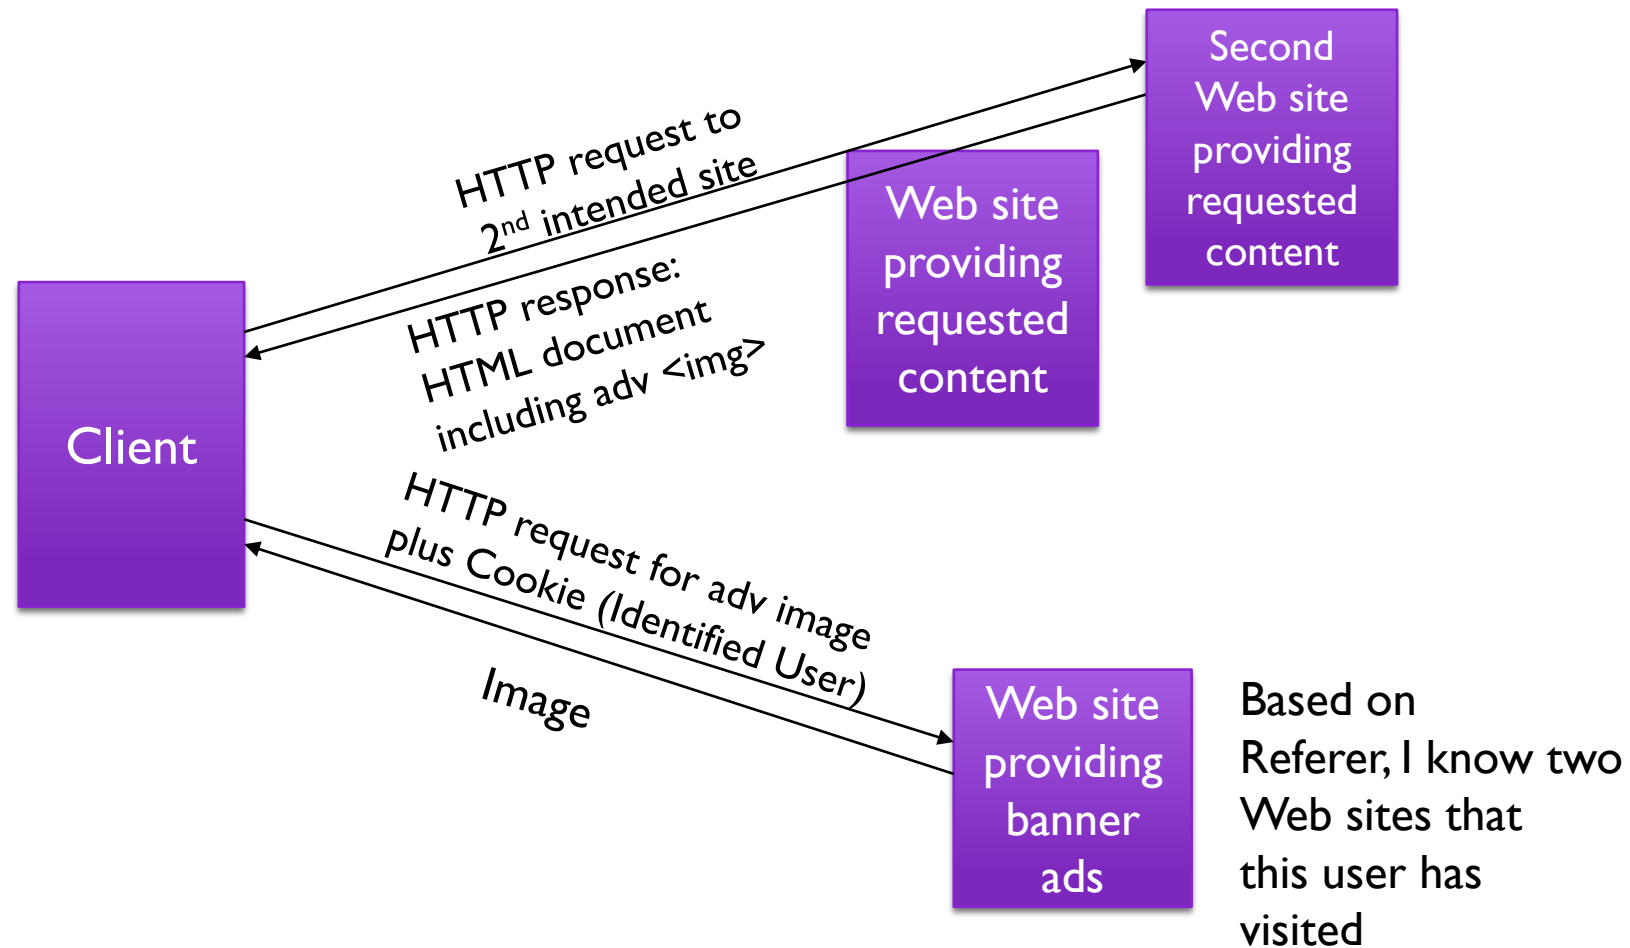 Second
Web site
providing
requested
content
HTTP request to
2nd intended site
Web site
providing
requested
content
HTTP response:
HTML document
including adv <img>
Client
HTTP request for adv image
plus Cookie (Identified User)
Image
Web site
providing
banner
ads
Based on
Referer, I know two
Web sites that
this user has
visited